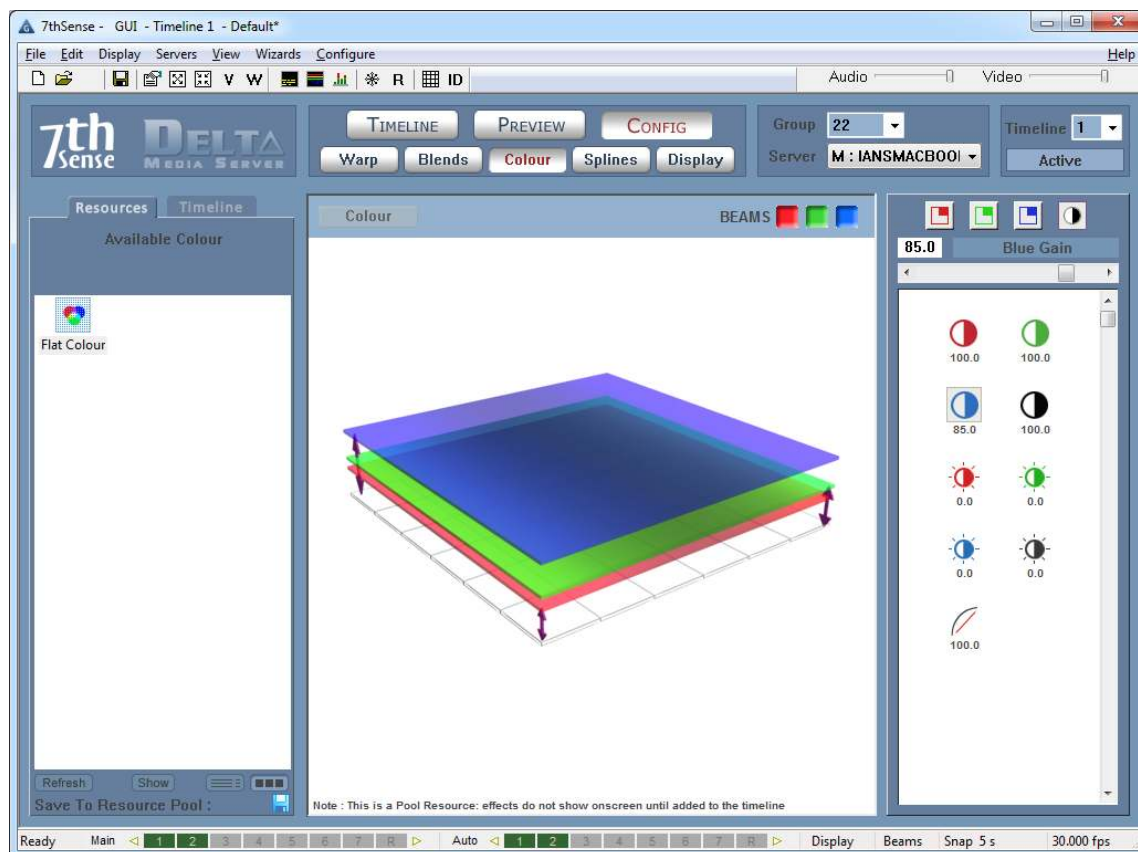 7thSense - GUI - Timeline 1 - Default*
File Edit Display Servers View Wizards Configure Help
V W R ID Audio Video
7th Sense DELTA MEDIA SERVER
TIMELINE PREVIEW CONFIG
Warp Blends Colour Splines Display
Group 22
Server M : IANSMACBOO
Timeline 1
Active
Resources Timeline
Available Colour
Flat Colour
Refresh Show
Save To Resource Pool :
Colour BEAMS
Note : This is a Pool Resource: effects do not show onscreen until added to the timeline
85.0 Blue Gain
100.0 100.0
85.0 100.0
0.0 0.0
0.0 0.0
100.0
Ready Main 1 2 3 4 5 6 7 R Auto 1 2 3 4 5 6 7 R Display Beams Snap 5 s 30.000 fps